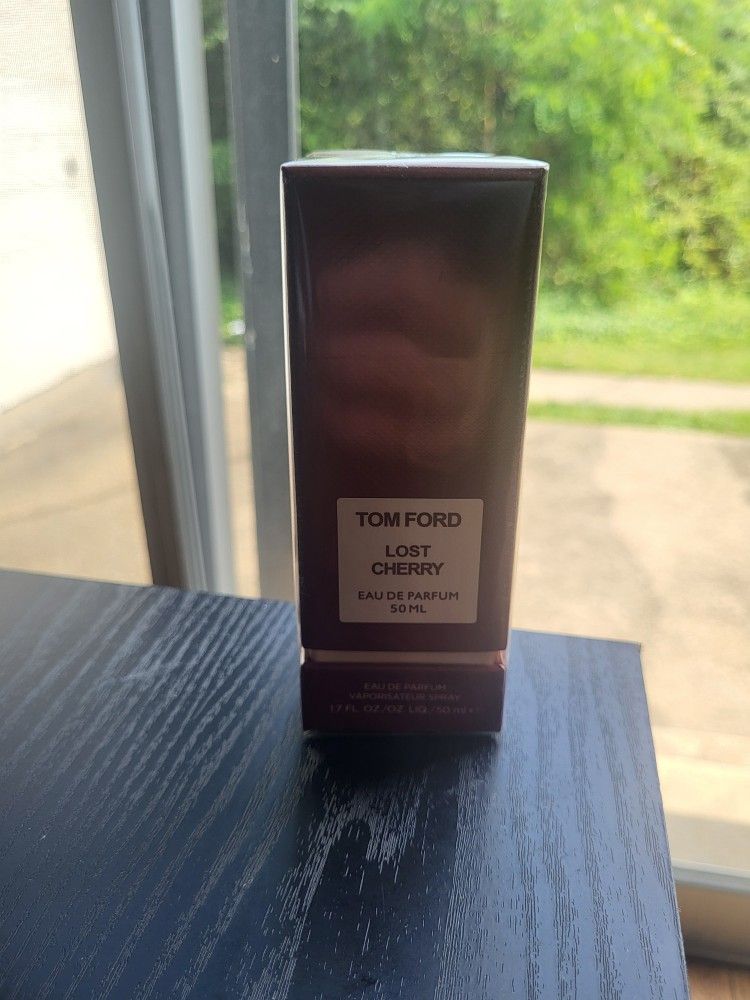 TOM FORD
LOST
CHERRY
EAU DE PARFUM
50 ML
EAU DE PARFUM
VAPORISATEUR SPRAY
1.7 FL. OZ./OZ. LIQ./50 ml e